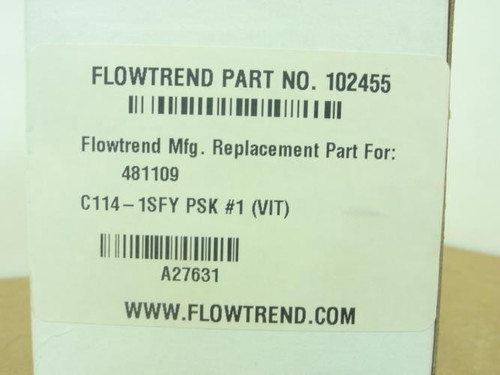 FLOWTREND PART NO. 102455
Flowtrend Mfg. Replacement Part For:
481109
C114-1SFY PSK #1 (VIT)
A27631
WWW.FLOWTREND.COM